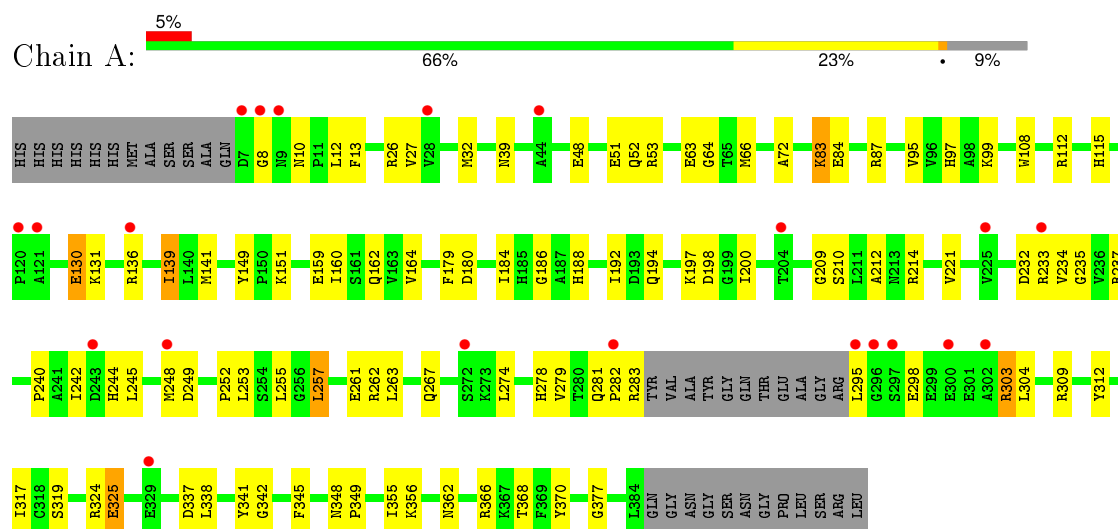 5%
Chain A:
66% 23% • 9%
HIS HIS HIS HIS HIS HIS MET ALA SER SER ALA GLN D7 G8 N9 N10 P11 L12 F13 R26 V27 V28 M32 N39 A44 E48 E51 Q52 R53 E63 G64 T65 M66 A72 K83 E84 R87 V95 V96 H97 A98 K99 W108 R112 H115
P120 A121 E130 K131 R136 I139 L140 M141 Y149 P150 K151 E159 I160 S161 Q162 V163 V164 F179 D180 I184 H185 G186 A187 H188 I192 D193 Q194 K197 D198 G199 I200 T204 G209 S210 L211 A212 N213 R214 V221 V225 D232 R233 V234 G235 V236 R237
P240 A241 I242 D243 H244 L245 M248 D249 P252 L253 S254 L255 G256 L257 E261 R262 L263 Q267 S272 K273 L274 H278 V279 T280 Q281 P282 R283 TYR VAL ALA TYR GLY GLN THR GLU ALA GLY ARG L295 G296 S297 E298 E299 E300 E301 A302 R303 L304 R309 Y312
I317 C318 S319 R324 E325 E329 D337 L338 Y341 G342 F345 N348 P349 I355 K356 N362 R366 K367 T368 F369 Y370 G377 L384 GLN GLY VAL GLY SER ASN GLY PRO LEU SER ARG LEU